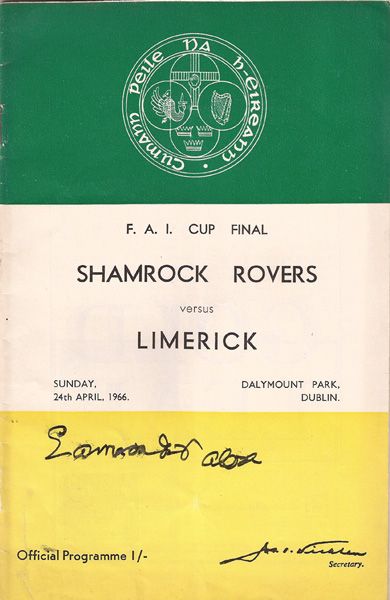 Cumann Peile na h-Eireann
F. A. I. CUP FINAL
SHAMROCK ROVERS
versus
LIMERICK
SUNDAY,
24th APRIL, 1966.
DALYMOUNT PARK,
DUBLIN.
Official Programme 1/-
Secretary.